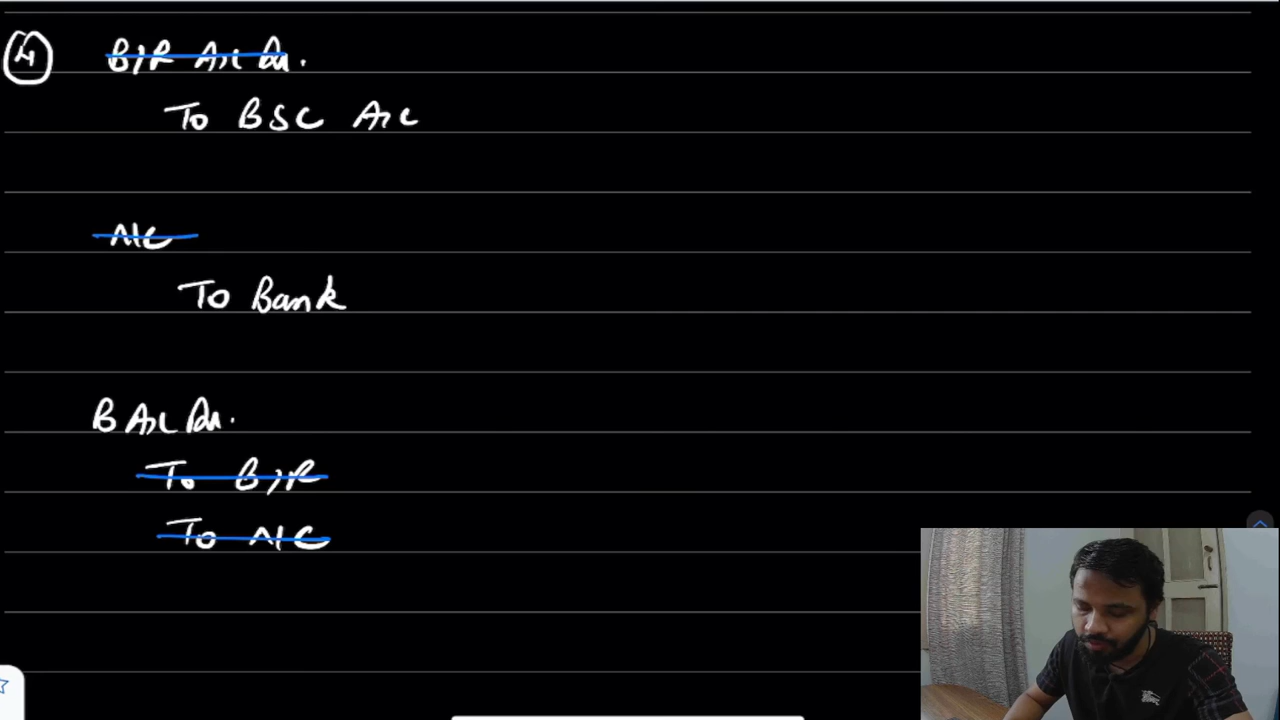 4 B/R A/c Dr.
To BSC A/c
N/C
To Bank
B A/c Dr.
To B/R
To N/C